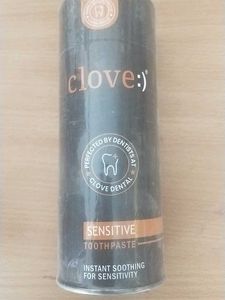 clove:)®
PERFECTED BY DENTISTS AT
CLOVE DENTAL
SENSITIVE
TOOTHPASTE
INSTANT SOOTHING
FOR SENSITIVITY